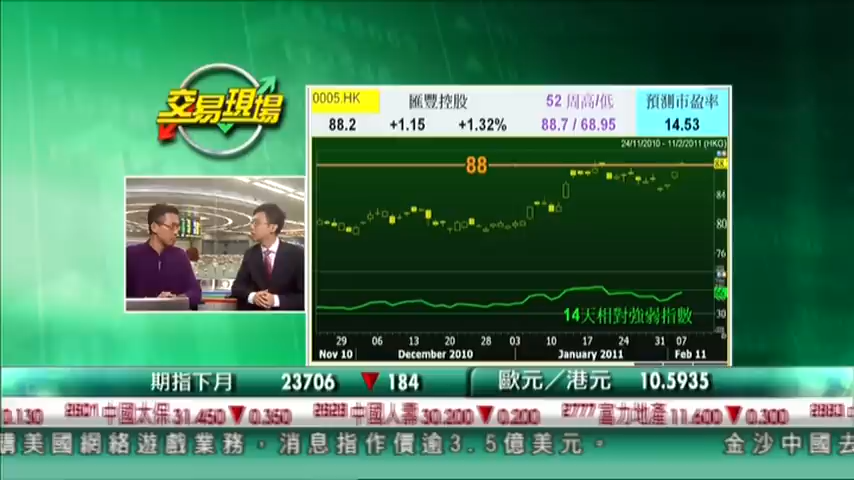 交易現場
0005.HK 匯豐控股 52 周高/低 預測市盈率
88.2 +1.15 +1.32% 88.7 / 68.95 14.53
24/11/2010 - 11/2/2011 (HKG)
88
84
80
76
30
14天相對強弱指數
29 06 13 20 28 03 10 17 24 31 07
Nov 10 December 2010 January 2011 Feb 11
期指下月 23706 ▼ 184 歐元／港元 10.5935
0.130 2601 中國太保 31.450 ▼ 0.350 2628 中國人壽 30.200 ▼ 0.200 2777 富力地產 11.600 ▼ 0.300
購美國網絡遊戲業務，消息指作價逾3.5億美元。 金沙中國去